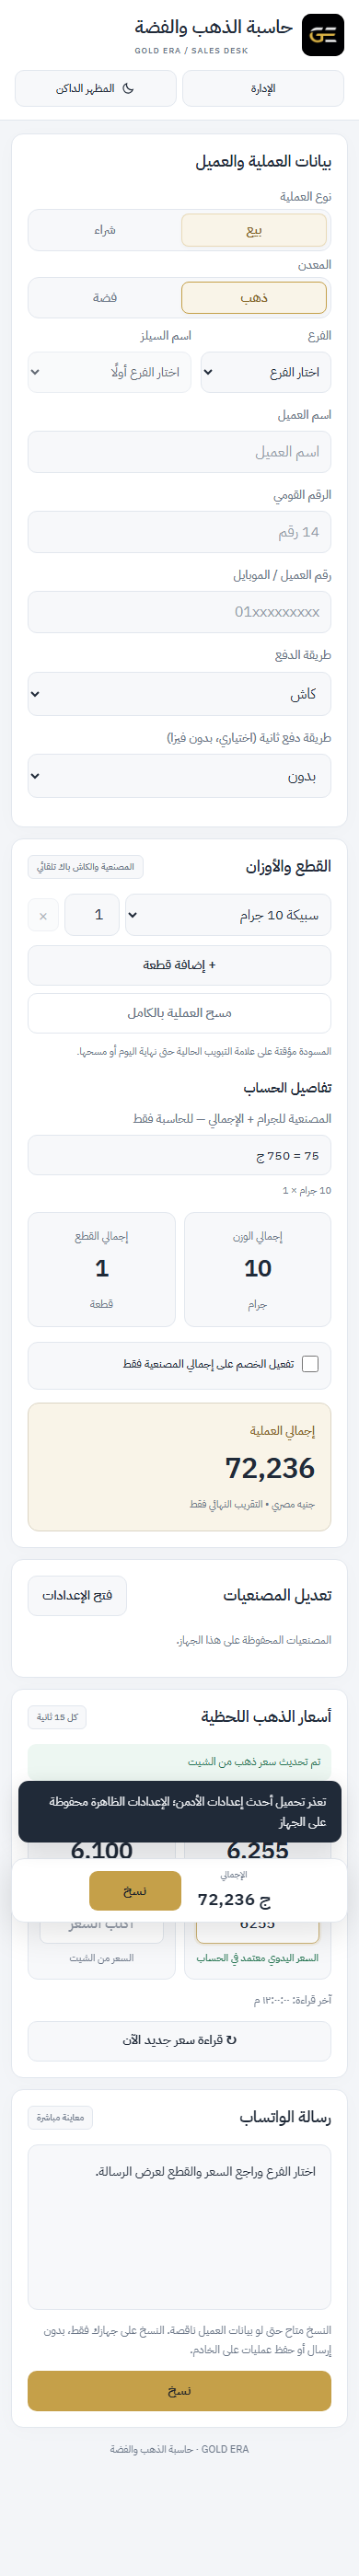 حاسبة الذهب والفضة
GOLD ERA / SALES DESK
الإدارة
المظهر الداكن
بيانات العملية والعميل
نوع العملية
بيع
شراء
المعدن
ذهب
فضة
الفرع
اسم السيلز
اختار الفرع
اختار الفرع أولًا
اسم العميل
اسم العميل
الرقم القومي
14 رقم
رقم العميل / الموبايل
01xxxxxxxxx
طريقة الدفع
كاش
طريقة دفع ثانية (اختياري، بدون فيزا)
بدون
القطع والأوزان
المصنعية والكاش باك تلقائي
سبيكة 10 جرام
1
×
+ إضافة قطعة
مسح العملية بالكامل
المسودة مؤقتة على علامة التبويب الحالية حتى نهاية اليوم أو مسحها.
تفاصيل الحساب
المصنعية للجرام + الإجمالي — للحاسبة فقط
75 = 750 ج
10 جرام × 1
إجمالي الوزن
10
جرام
إجمالي القطع
1
قطعة
تفعيل الخصم على إجمالي المصنعية فقط
إجمالي العملية
72,236
جنيه مصري • التقريب النهائي فقط
تعديل المصنعيات
فتح الإعدادات
المصنعيات المحفوظة على هذا الجهاز.
أسعار الذهب اللحظية
كل 15 ثانية
تم تحديث سعر ذهب من الشيت
تعذر تحميل أحدث إعدادات الأدمن؛ الإعدادات الظاهرة محفوظة
على الجهاز
6,255
6,100
الإجمالي
72,236 ج
نسخ
6255
اكتب السعر
السعر اليدوي معتمد في الحساب
السعر من الشيت
آخر قراءة: ١٢:٠٠:٠٠ م
↻ قراءة سعر جديد الآن
رسالة الواتساب
معاينة مباشرة
اختار الفرع وراجع السعر والقطع لعرض الرسالة.
النسخ متاح حتى لو بيانات العميل ناقصة. النسخ على جهازك فقط، بدون
إرسال أو حفظ عمليات على الخادم.
نسخ
GOLD ERA · حاسبة الذهب والفضة